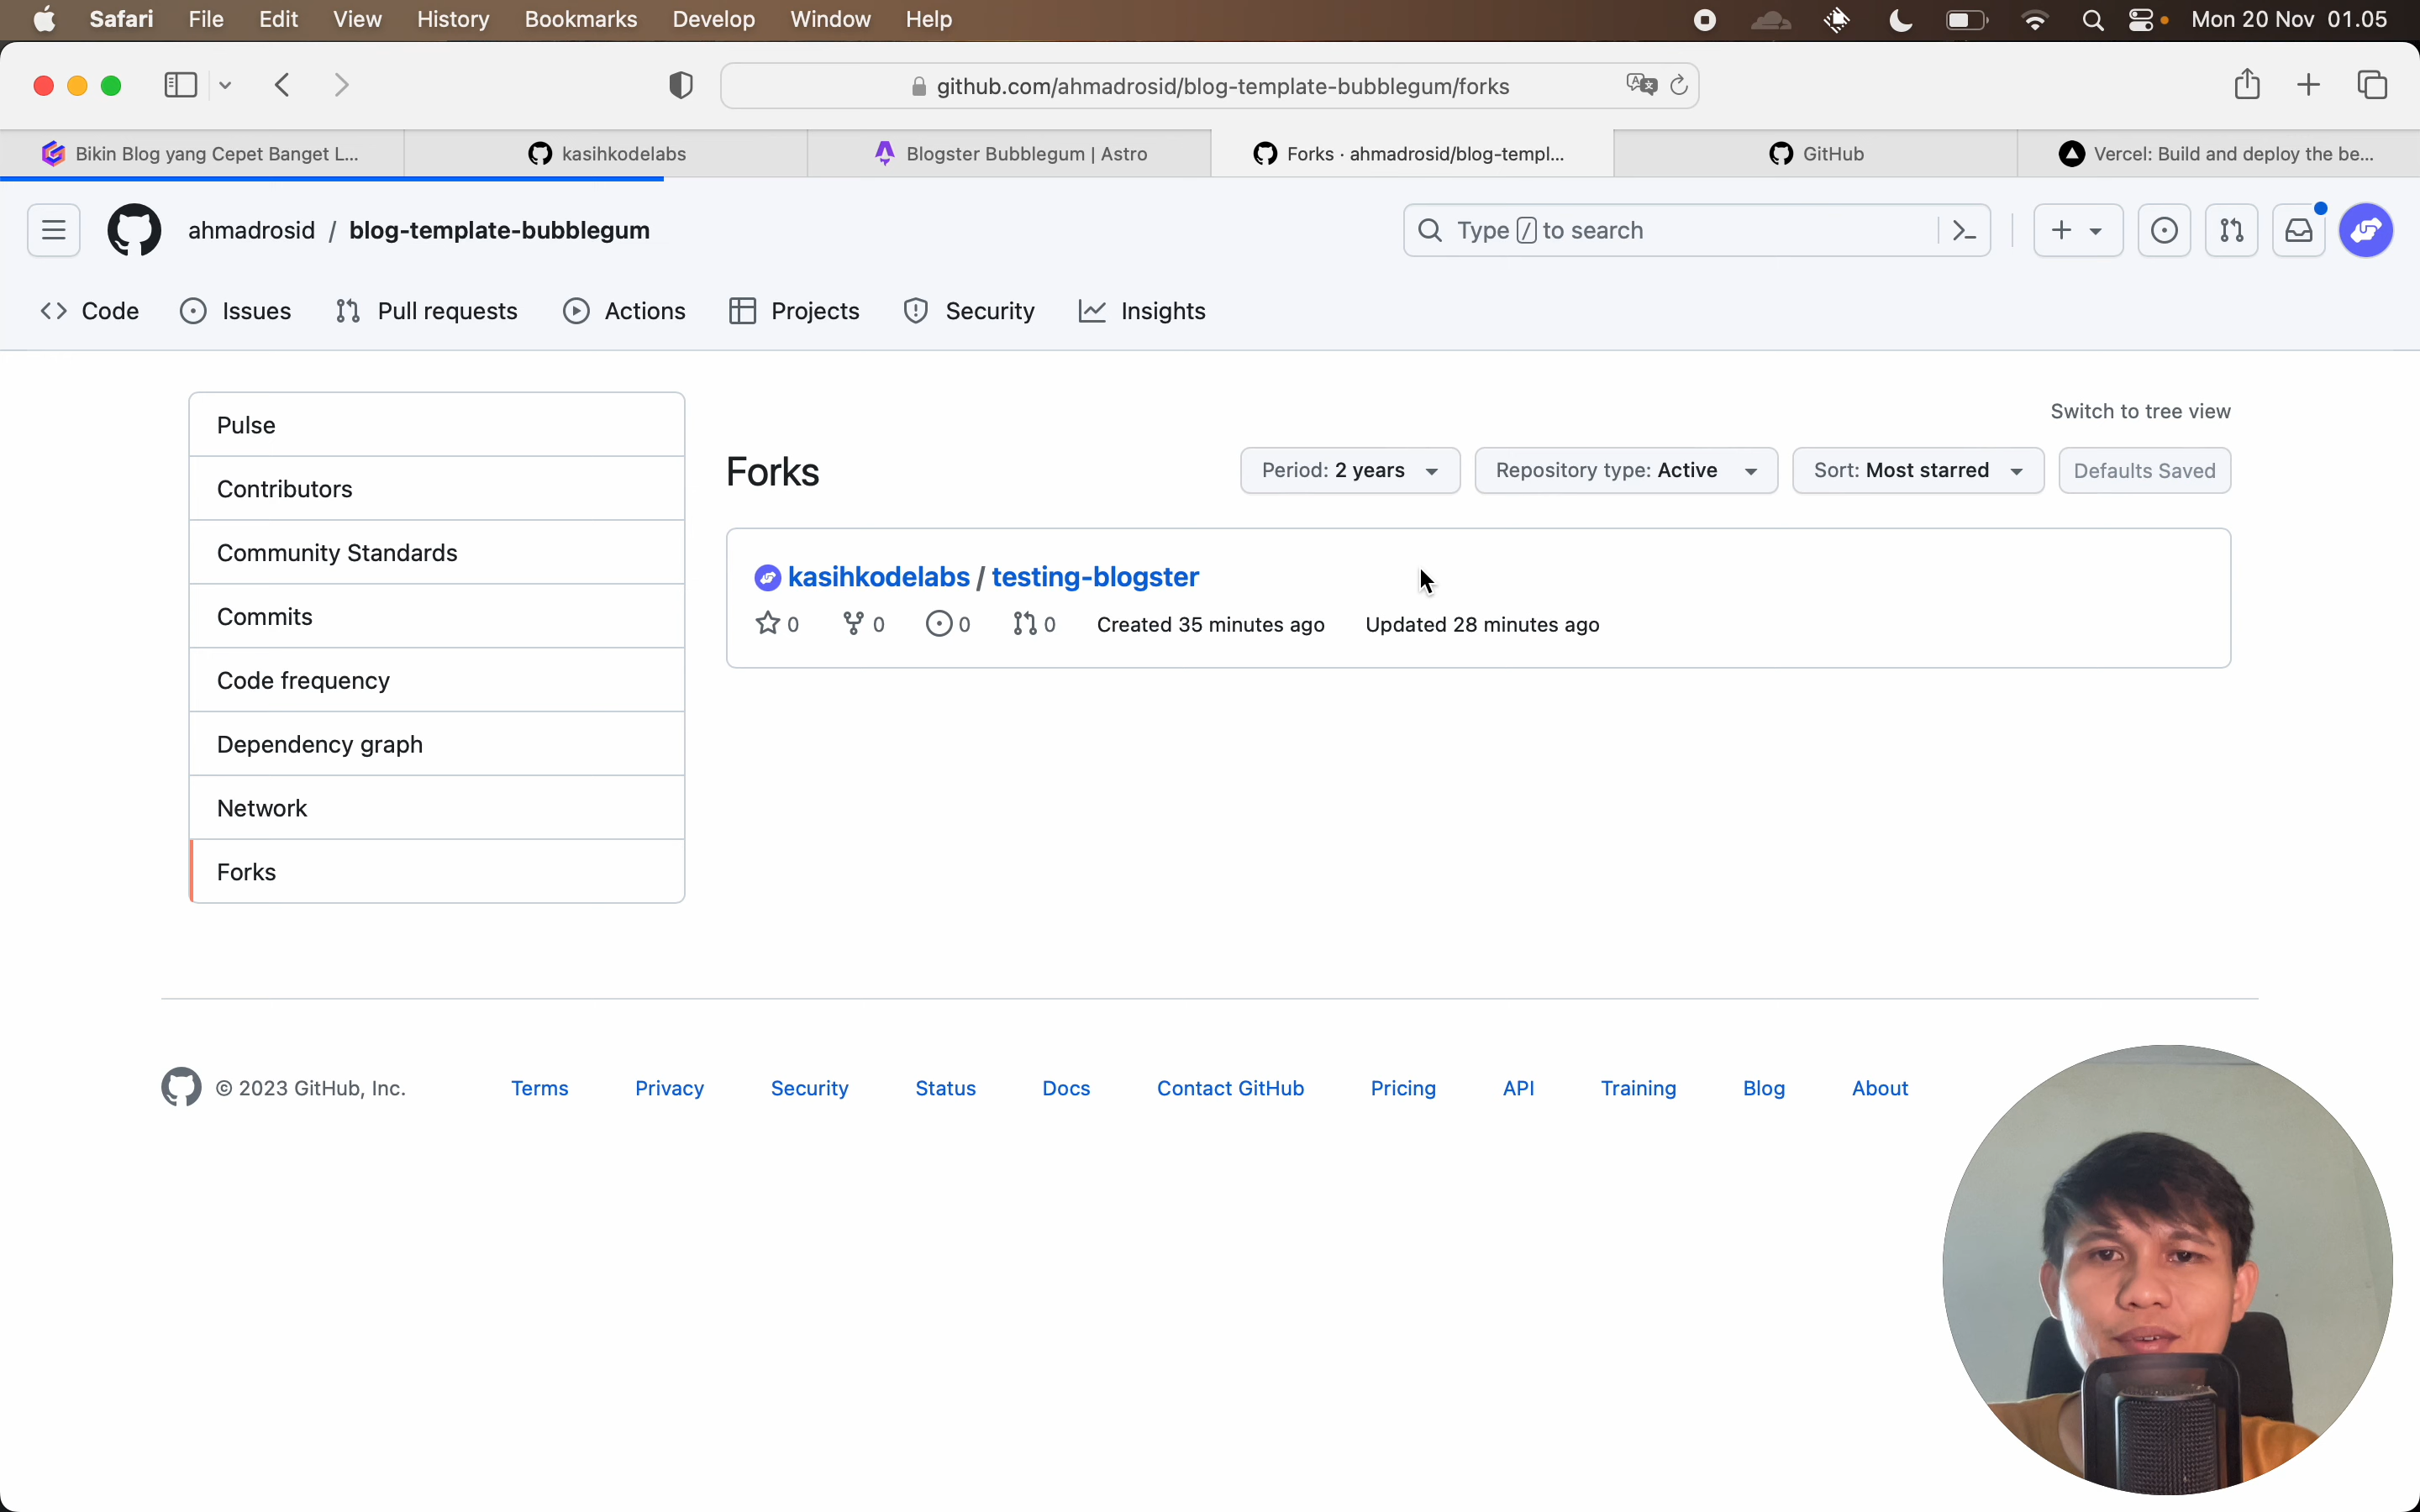 Safari File Edit View History Bookmarks Develop Window Help Mon 20 Nov 01.05
github.com/ahmadrosid/blog-template-bubblegum/forks
Bikin Blog yang Cepet Banget L... kasihkodelabs Blogster Bubblegum | Astro Forks · ahmadrosid/blog-templ... GitHub Vercel: Build and deploy the be...
ahmadrosid / blog-template-bubblegum Type / to search
Code Issues Pull requests Actions Projects Security Insights
Pulse
Contributors
Community Standards
Commits
Code frequency
Dependency graph
Network
Forks
Switch to tree view
Forks Period: 2 years Repository type: Active Sort: Most starred Defaults Saved
kasihkodelabs / testing-blogster
0 0 0 0 Created 35 minutes ago Updated 28 minutes ago
© 2023 GitHub, Inc. Terms Privacy Security Status Docs Contact GitHub Pricing API Training Blog About